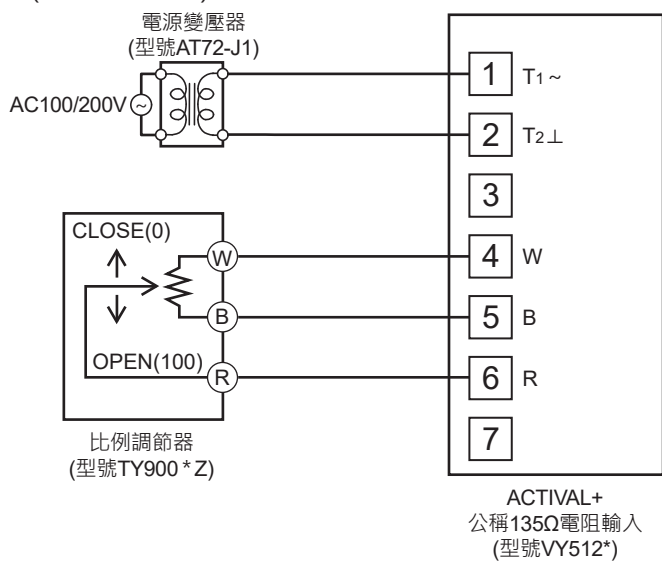 電源變壓器
(型號AT72-J1)
AC100/200V ~
1 T1~
2 T2⊥
3
CLOSE(0)
W
4 W
B
5 B
OPEN(100)
R
6 R
7
比例調節器
(型號TY900*Z)
ACTIVAL+
公稱135Ω電阻輸入
(型號VY512*)